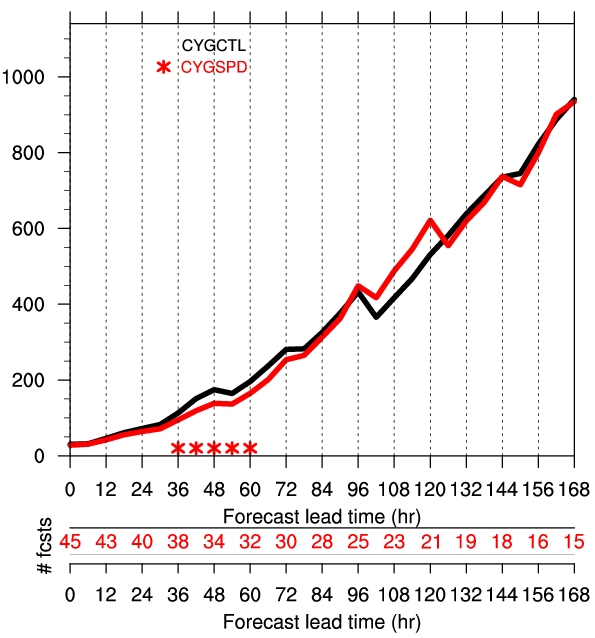 CYGCTL
CYGSPD
1000
800
600
400
200
0
0 12 24 36 48 60 72 84 96 108 120 132 144 156 168
Forecast lead time (hr)
# fcsts
45 43 40 38 34 32 30 28 25 23 21 19 18 16 15
0 12 24 36 48 60 72 84 96 108 120 132 144 156 168
Forecast lead time (hr)